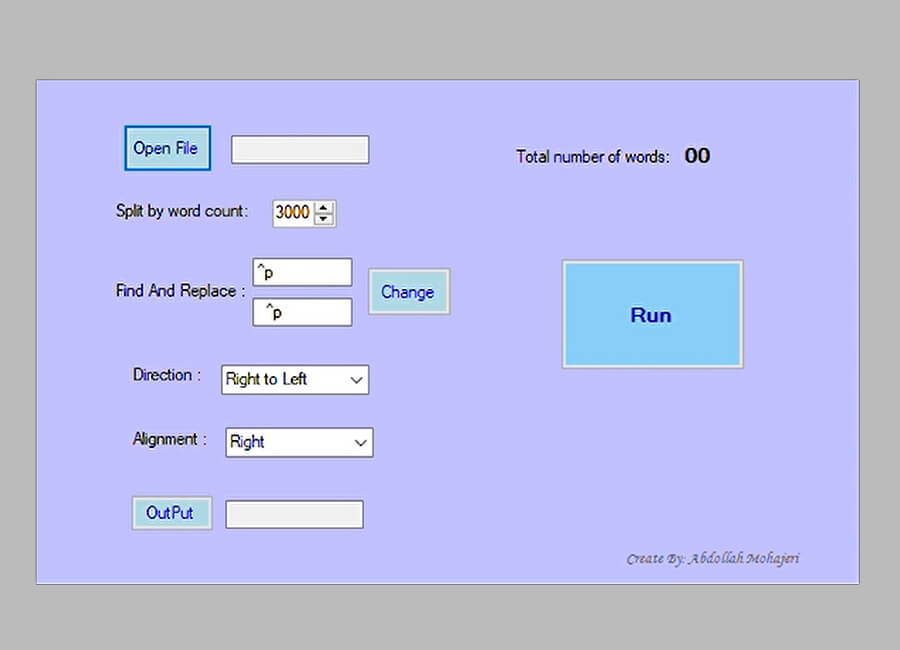 Open File
Total number of words: 00
Split by word count: 3000
^p
Find And Replace :
Change
^p
Run
Direction : Right to Left
Alignment : Right
OutPut
Create By: Abdollah Mohajeri